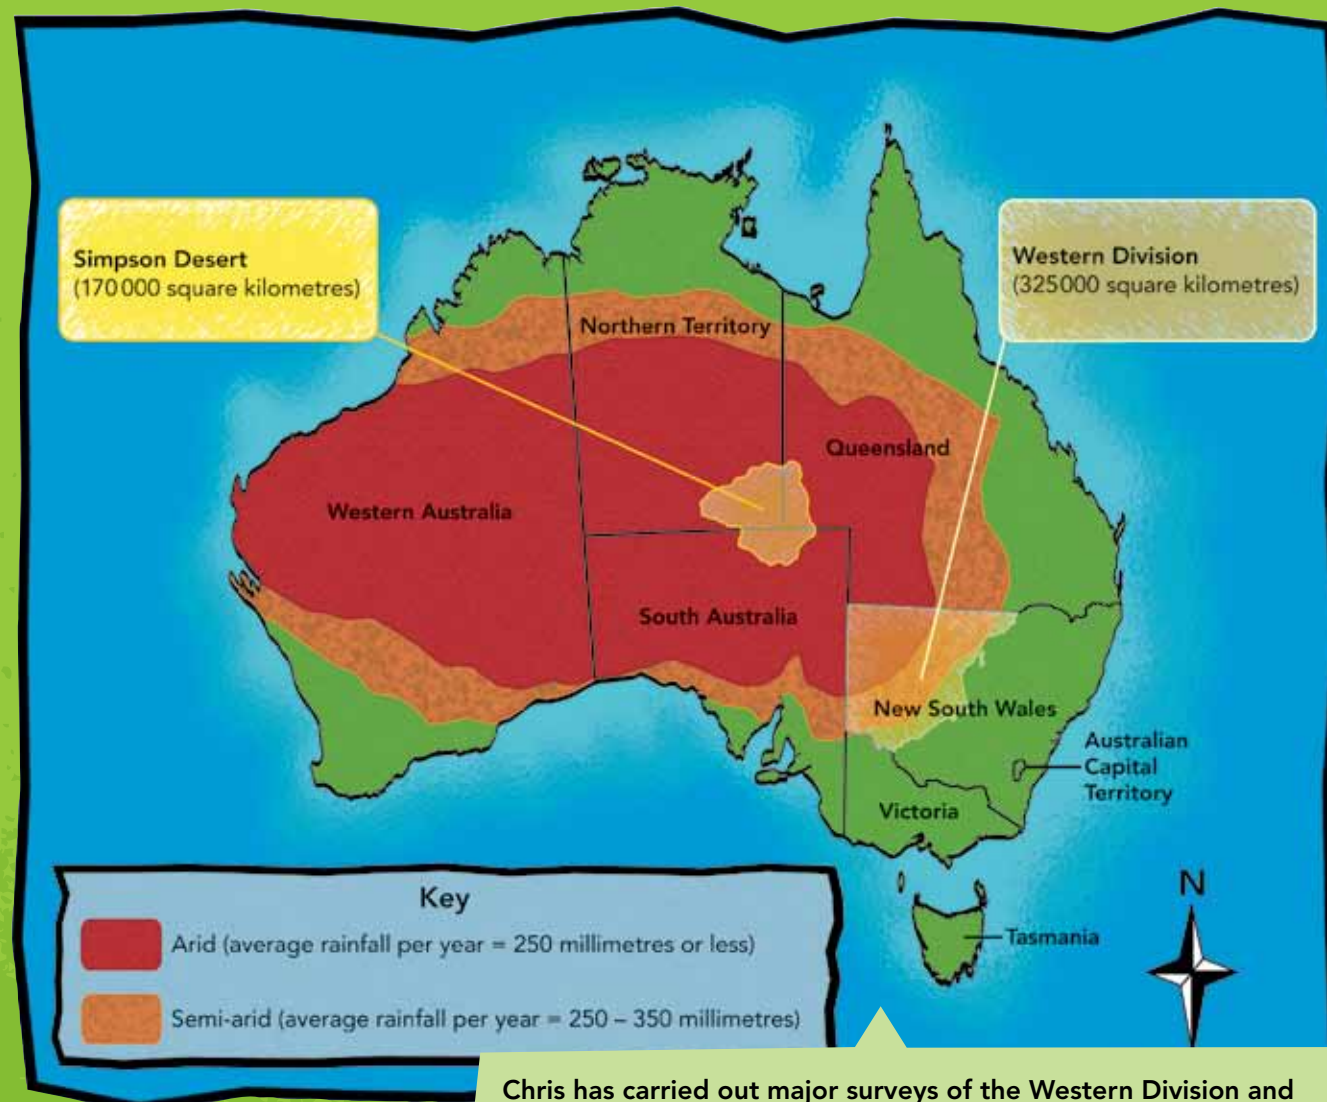 Simpson Desert
(170 000 square kilometres)
Western Division
(325 000 square kilometres)
Northern Territory
Queensland
Western Australia
South Australia
New South Wales
Australian
Capital
Territory
Victoria
Tasmania
N
Key
Arid (average rainfall per year = 250 millimetres or less)
Semi-arid (average rainfall per year = 250 – 350 millimetres)
Chris has carried out major surveys of the Western Division and